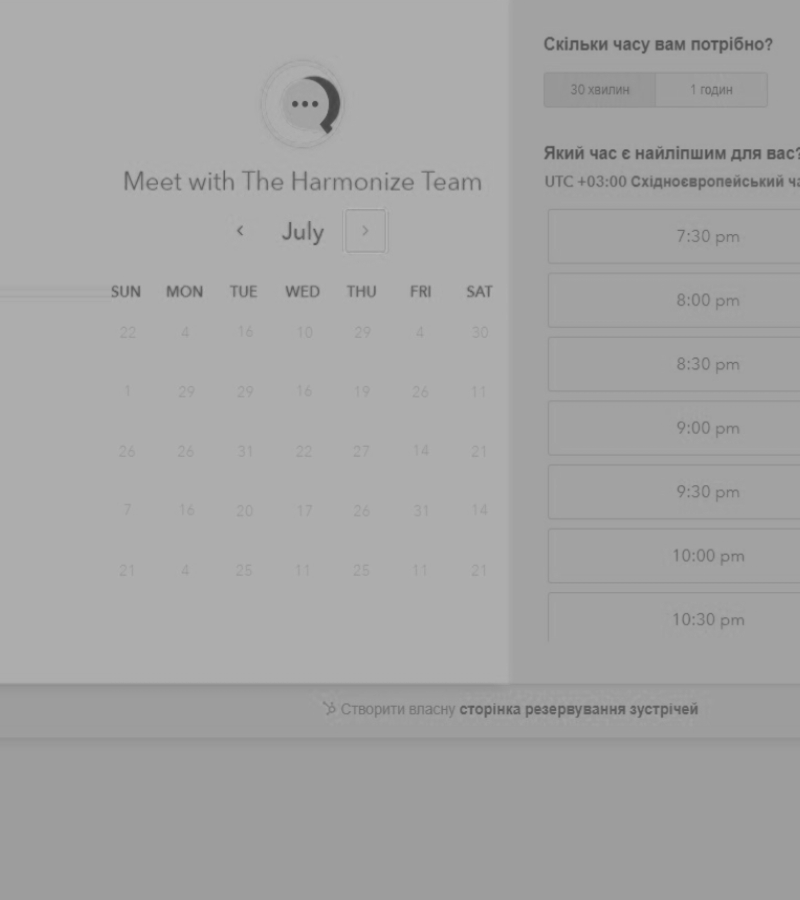 Meet with The Harmonize Team
July
SUN MON TUE WED THU FRI SAT
22 4 16 10 29 4 30
1 29 29 16 19 26 11
26 26 31 22 27 14 21
7 16 20 17 26 31 14
21 4 25 11 25 11 21
Скільки часу вам потрібно?
30 хвилин 1 годин
Який час є найліпшим для вас?
UTC +03:00 Східноєвропейський ча
7:30 pm
8:00 pm
8:30 pm
9:00 pm
9:30 pm
10:00 pm
10:30 pm
Створити власну сторінка резервування зустрічей